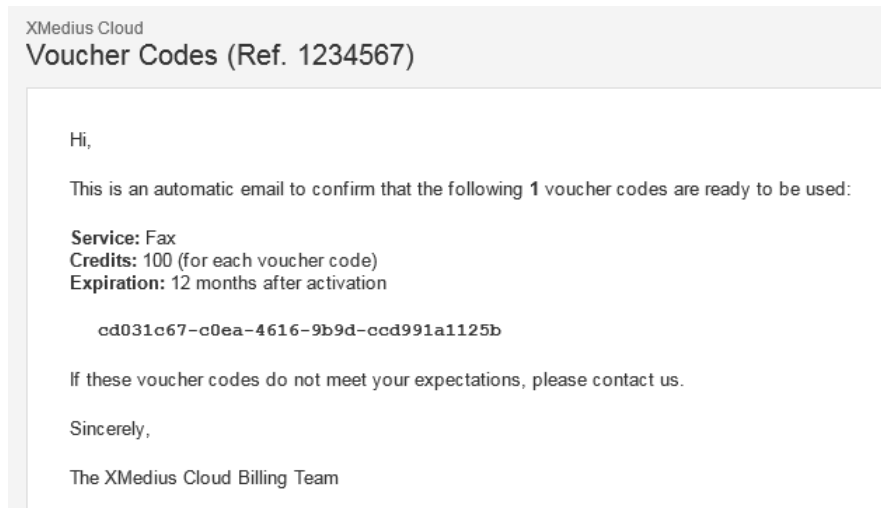 XMedius Cloud
Voucher Codes (Ref. 1234567)
Hi,
This is an automatic email to confirm that the following 1 voucher codes are ready to be used:
Service: Fax
Credits: 100 (for each voucher code)
Expiration: 12 months after activation
cd031c67-c0ea-4616-9b9d-ccd991a1125b
If these voucher codes do not meet your expectations, please contact us.
Sincerely,
The XMedius Cloud Billing Team